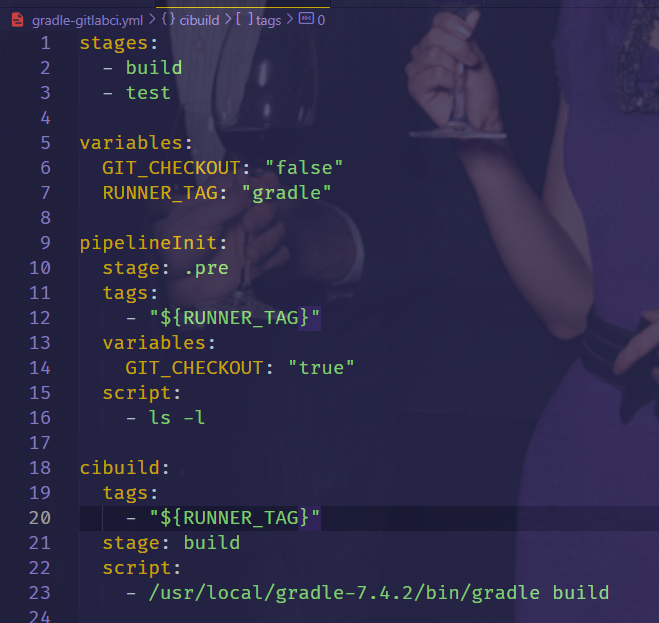 gradle-gitlabci.yml > {} cibuild > [ ] tags > abc 0
1 stages:
2   - build
3   - test
4
5 variables:
6   GIT_CHECKOUT: "false"
7   RUNNER_TAG: "gradle"
8
9 pipelineInit:
10   stage: .pre
11   tags:
12     - "${RUNNER_TAG}"
13   variables:
14     GIT_CHECKOUT: "true"
15   script:
16     - ls -l
17
18 cibuild:
19   tags:
20     - "${RUNNER_TAG}"
21   stage: build
22   script:
23     - /usr/local/gradle-7.4.2/bin/gradle build
24